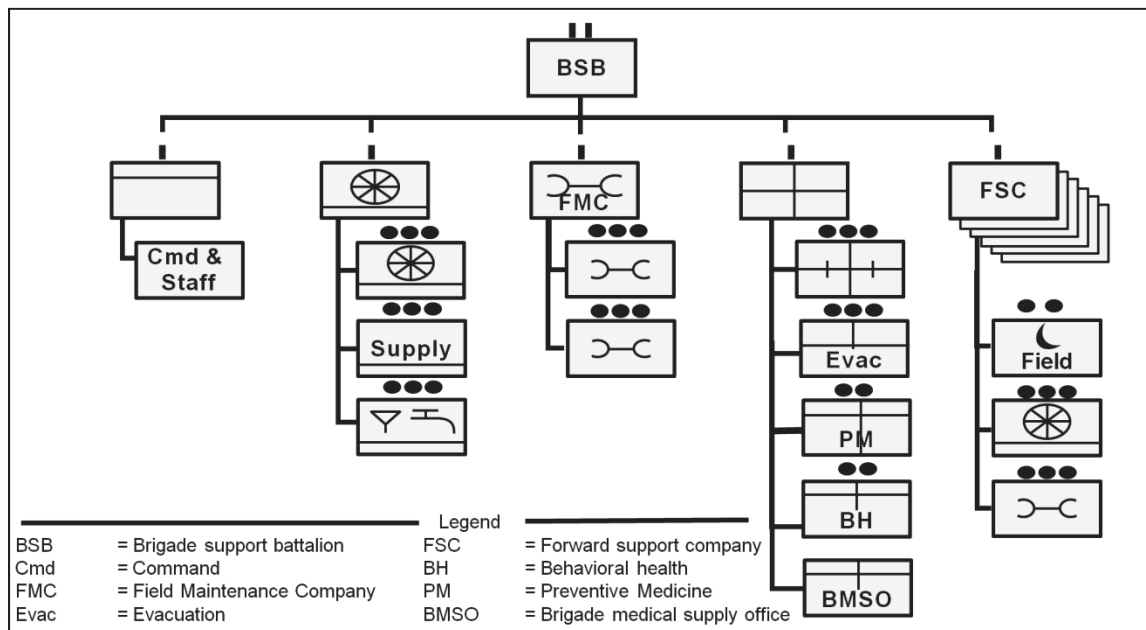 BSB
FMC
FSC
Cmd &
Staff
Supply
Evac
Field
PM
BH
BMSO
Legend
BSB = Brigade support battalion
Cmd = Command
FMC = Field Maintenance Company
Evac = Evacuation
FSC = Forward support company
BH = Behavioral health
PM = Preventive Medicine
BMSO = Brigade medical supply office